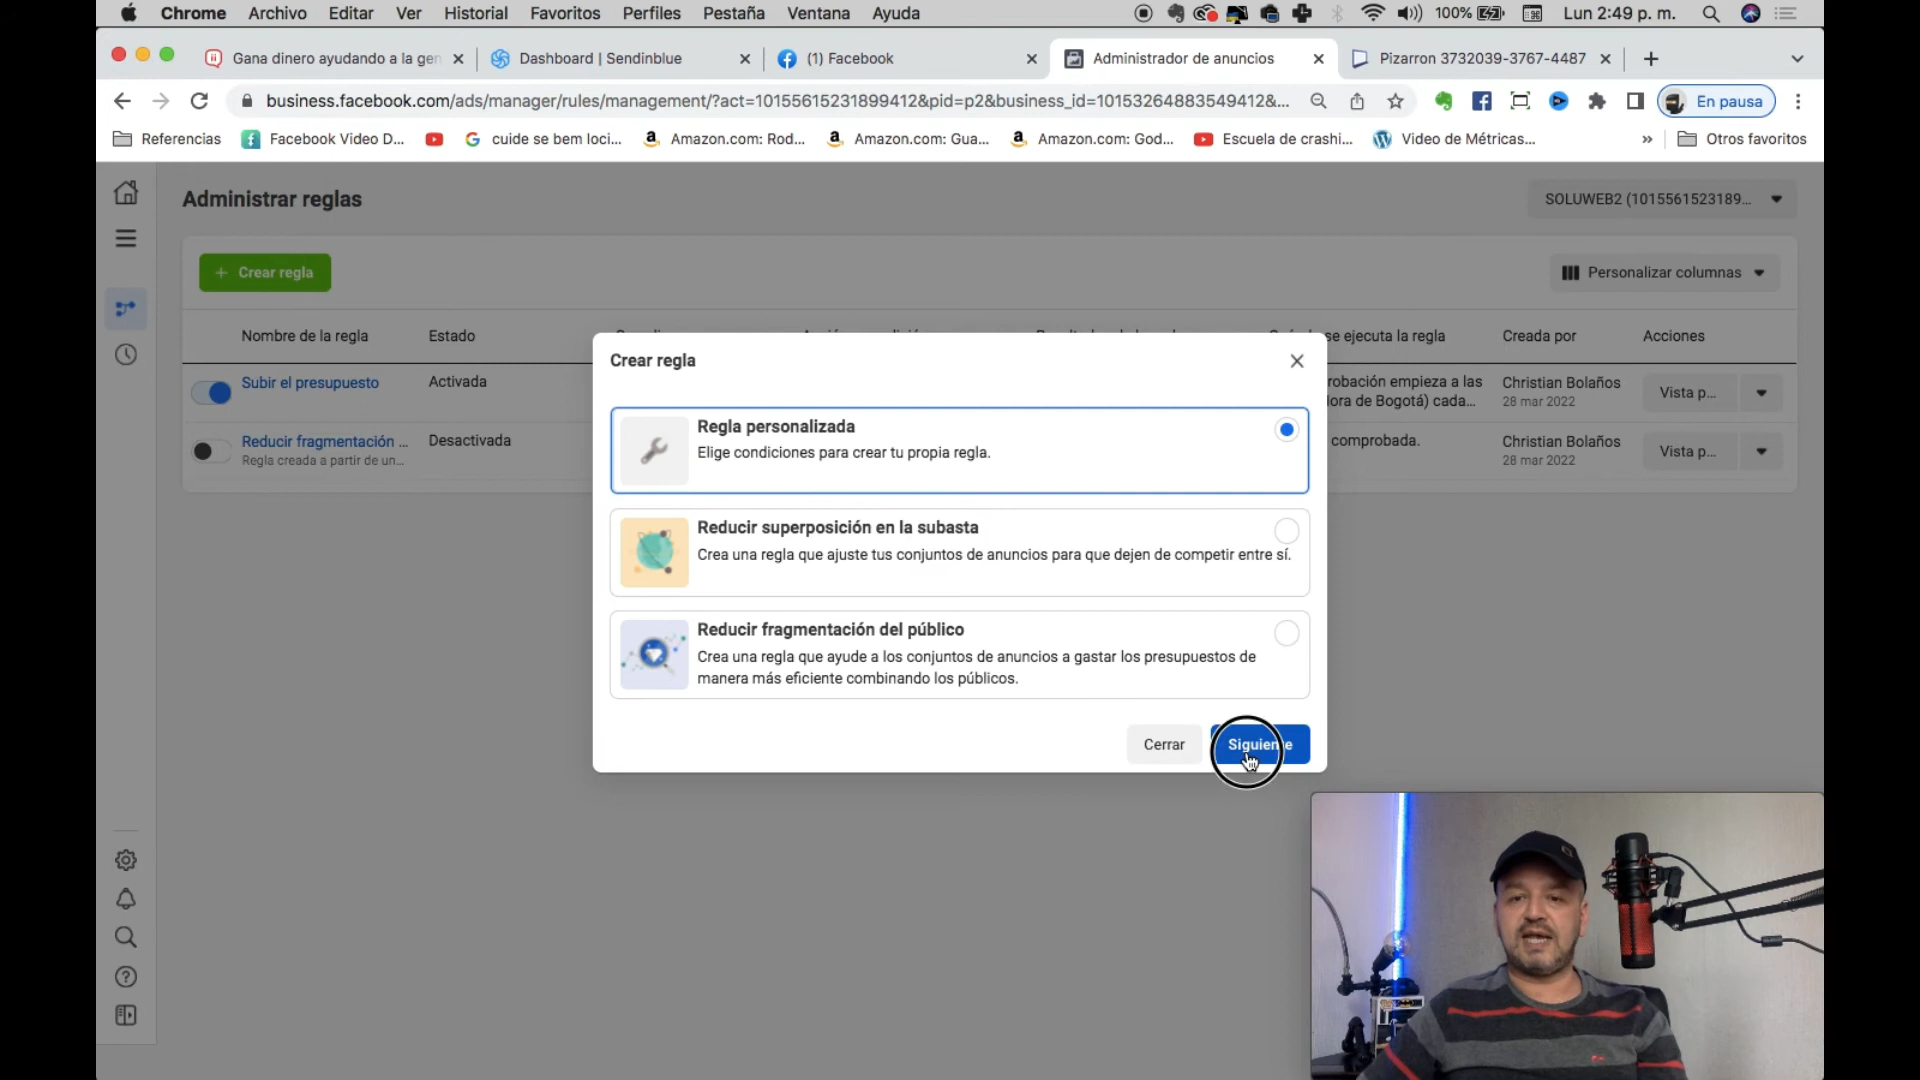 Chrome Archivo Editar Ver Historial Favoritos Perfiles Pestaña Ventana Ayuda 100% Lun 2:49 p. m.
Gana dinero ayudando a la gen Dashboard | Sendinblue (1) Facebook Administrador de anuncios Pizarron 3732039-3767-4487
business.facebook.com/ads/manager/rules/management/?act=10155615231899412&pid=p2&business_id=10153264883549412&... En pausa
Referencias Facebook Video D... cuide se bem loci... Amazon.com: Rod... Amazon.com: Gua... Amazon.com: God... Escuela de crashi... Video de Métricas... » Otros favoritos
Administrar reglas SOLUWEB2 (1015561523189...
+ Crear regla Personalizar columnas
Nombre de la regla Estado se ejecuta la regla Creada por Acciones
Subir el presupuesto Activada robación empieza a las Christian Bolaños Vista p...
ora de Bogotá) cada... 28 mar 2022
Reducir fragmentación ... Desactivada comprobada. Christian Bolaños Vista p...
Regla creada a partir de un... 28 mar 2022
Crear regla
Regla personalizada
Elige condiciones para crear tu propia regla.
Reducir superposición en la subasta
Crea una regla que ajuste tus conjuntos de anuncios para que dejen de competir entre sí.
Reducir fragmentación del público
Crea una regla que ayude a los conjuntos de anuncios a gastar los presupuestos de
manera más eficiente combinando los públicos.
Cerrar Siguiente